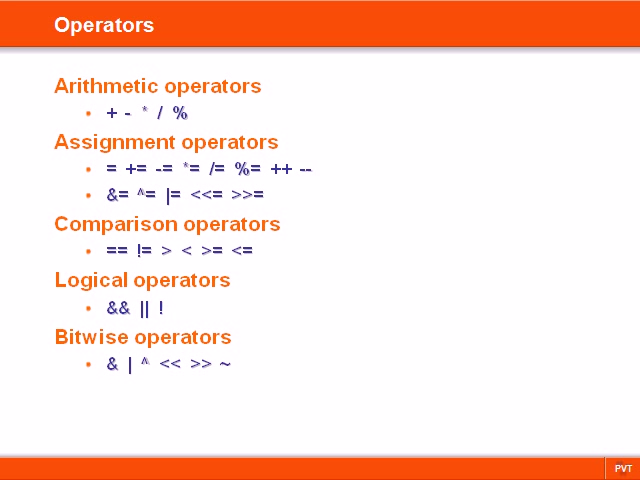 Operators
Arithmetic operators
• + - * / %
Assignment operators
• = += -= *= /= %= ++ --
• &= ^= |= <<= >>=
Comparison operators
• == != > < >= <=
Logical operators
• && || !
Bitwise operators
• & | ^ << >> ~
PVT